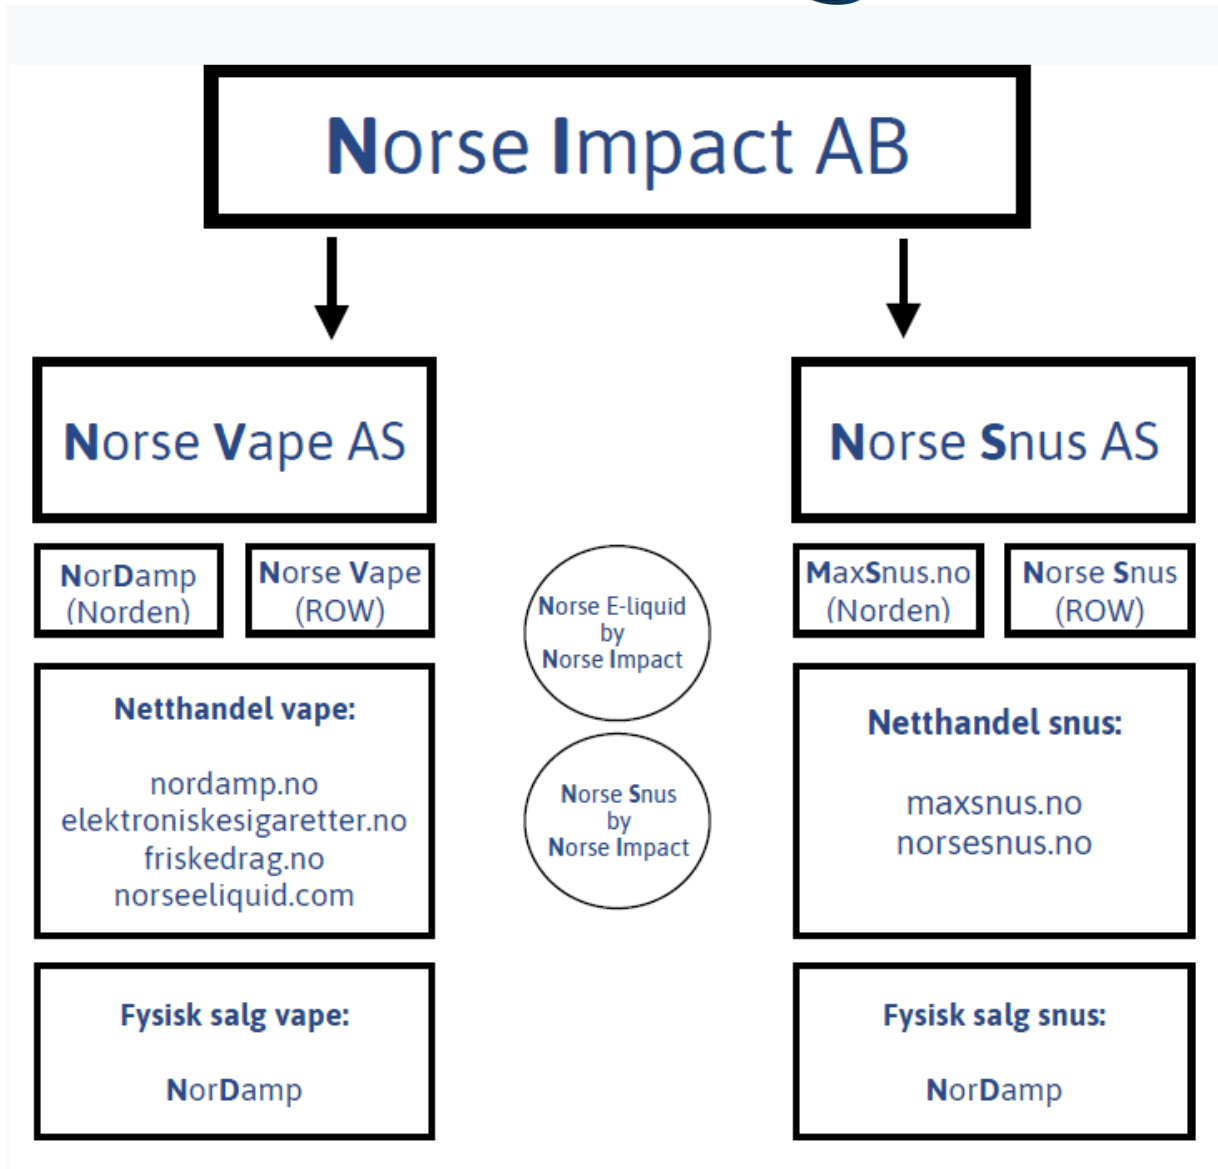 Norse Impact AB
Norse Vape AS
Norse Snus AS
NorDamp
(Norden)
Norse Vape
(ROW)
MaxSnus.no
(Norden)
Norse Snus
(ROW)
Norse E-liquid
by
Norse Impact
Norse Snus
by
Norse Impact
Netthandel vape:
nordamp.no
elektroniskesigaretter.no
friskedrag.no
norseeliquid.com
Netthandel snus:
maxsnus.no
norsesnus.no
Fysisk salg vape:
NorDamp
Fysisk salg snus:
NorDamp